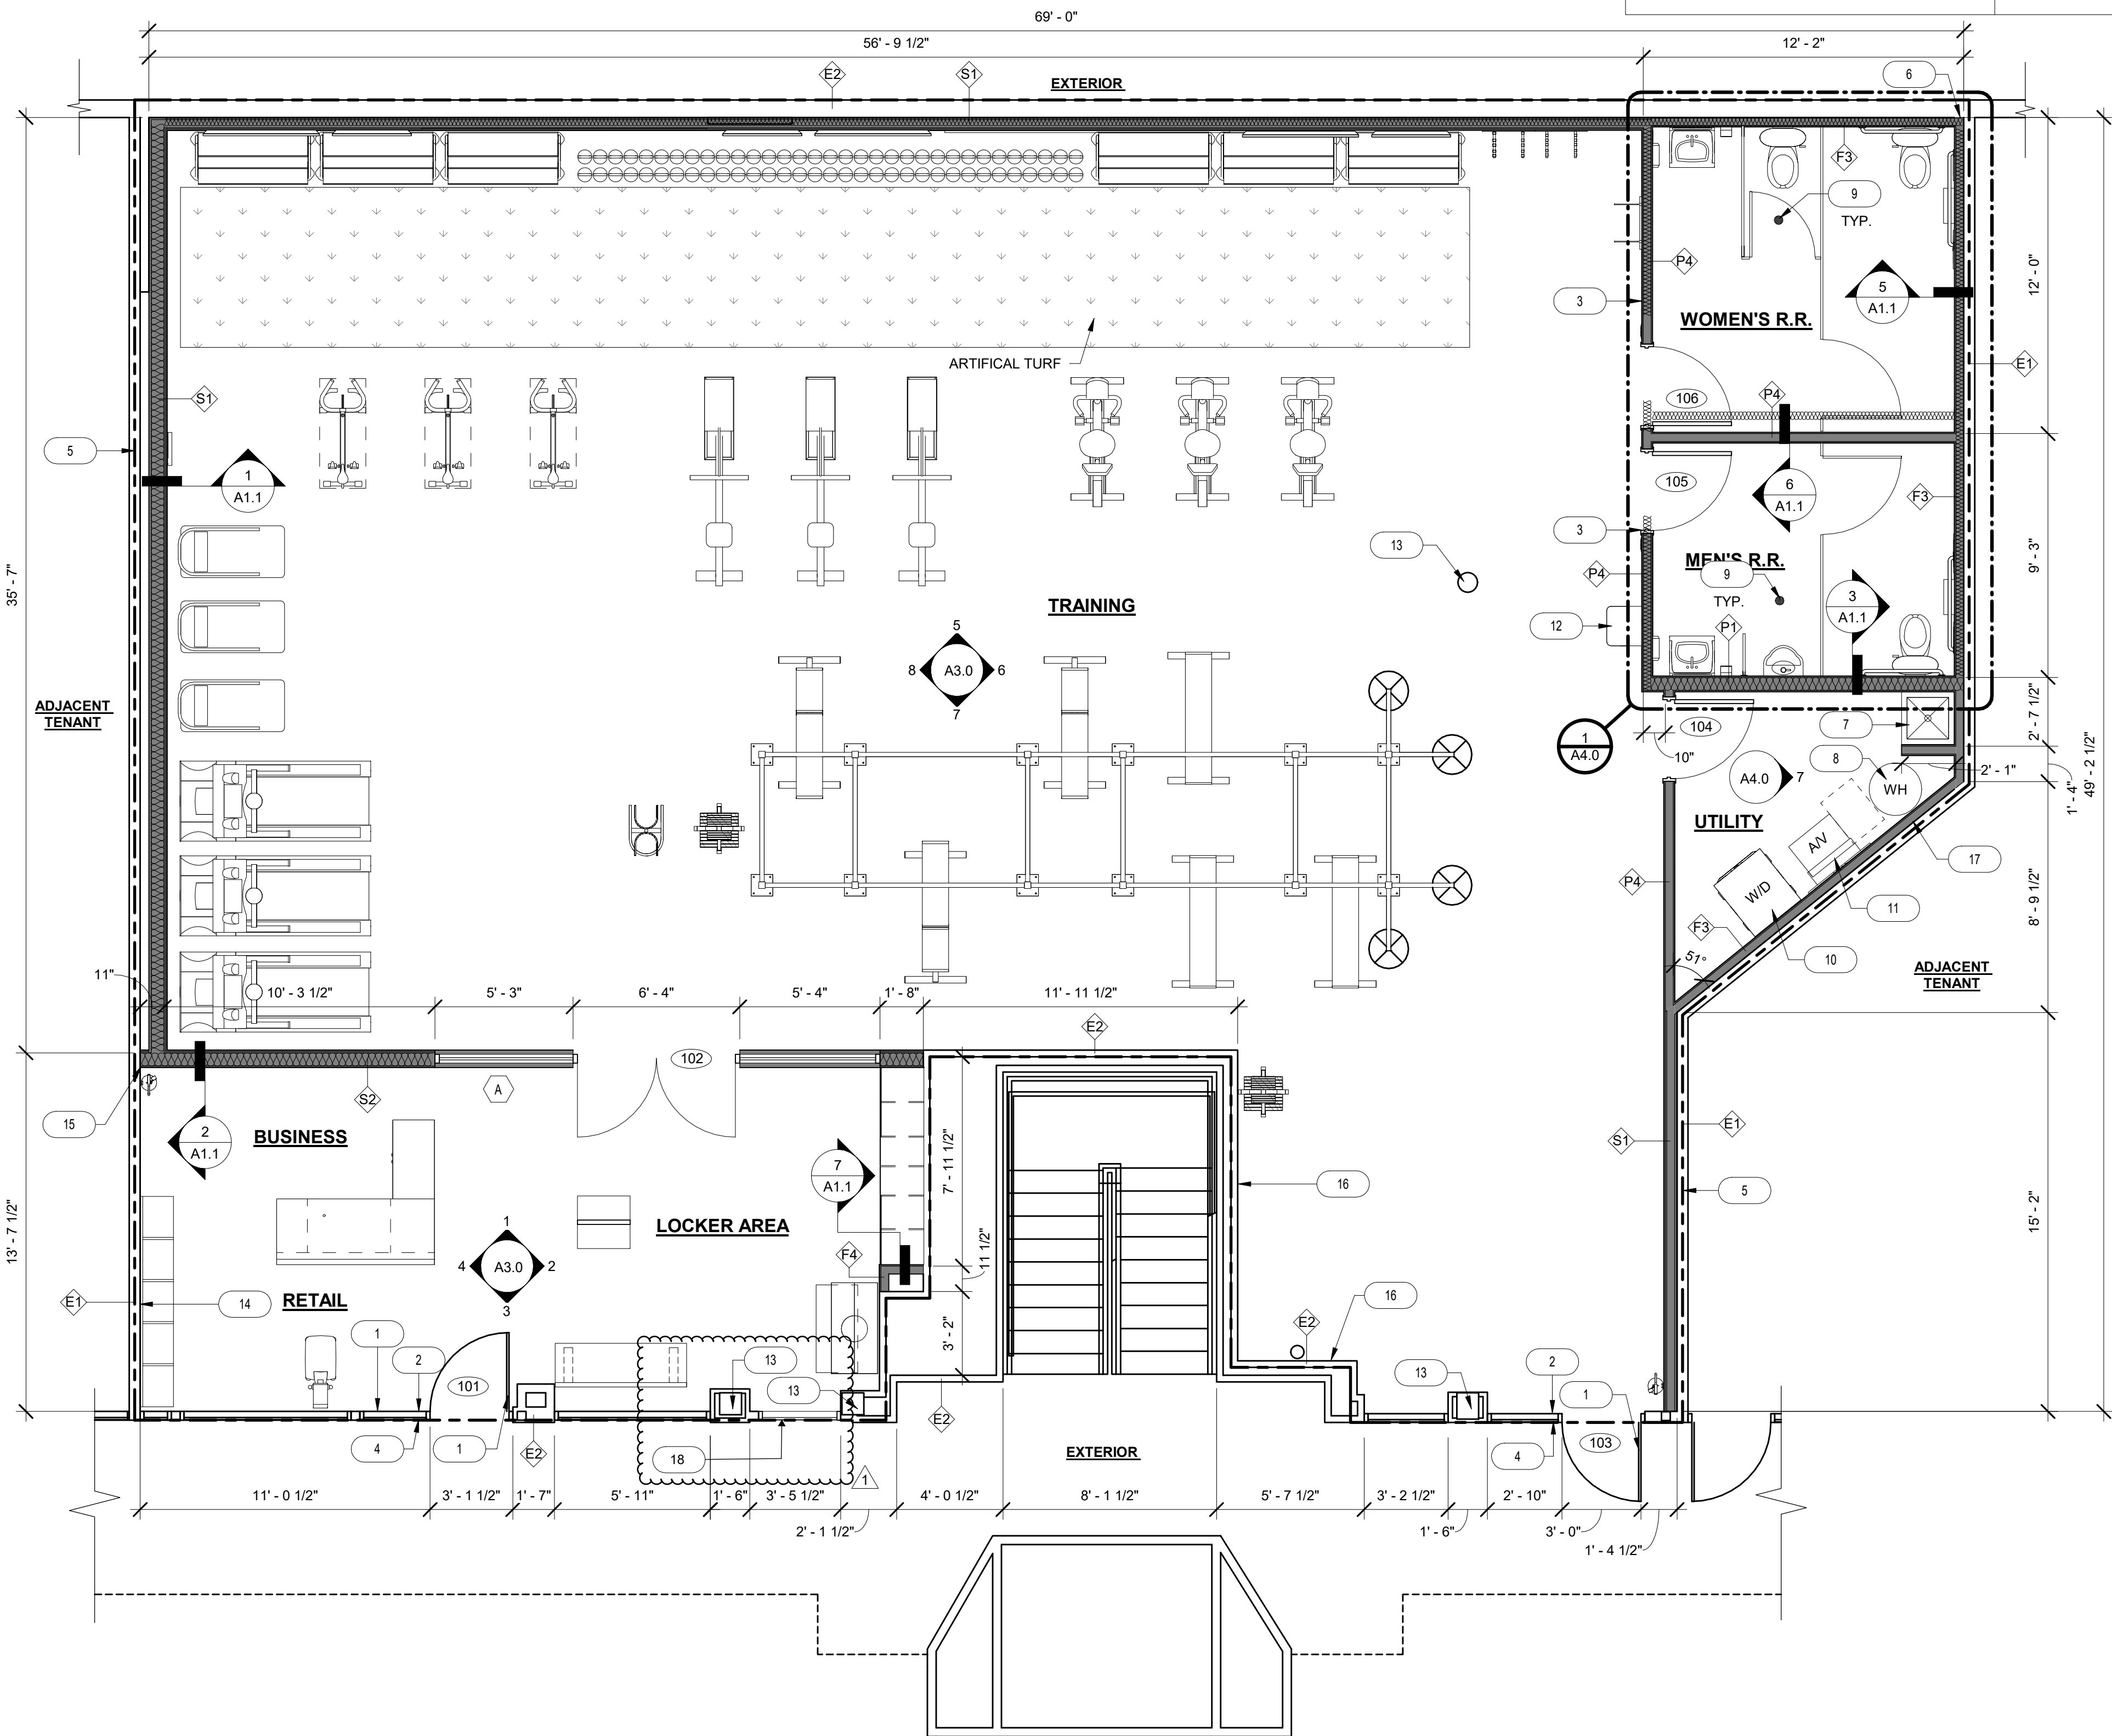 69' - 0"
56' - 9 1/2"
12' - 2"
E2
S1
EXTERIOR
6
F3
9
TYP.
P4
5
A1.1
3
WOMEN'S R.R.
12' - 0"
ARTIFICAL TURF
E1
S1
106
P4
5
1
A1.1
105
6
A1.1
F3
3
13
MEN'S R.R.
9
TYP.
P4
P1
3
A1.1
9' - 3"
35' - 7"
TRAINING
12
5
8
A3.0
6
7
ADJACENT
TENANT
104
7
2' - 7 1/2"
1
A4.0
10"
A4.0
7
8
WH
2' - 1"
1' - 4"
49' - 2 1/2"
UTILITY
A/V
17
P4
W/D
11
8' - 9 1/2"
F3
10
51°
ADJACENT
TENANT
11"
10' - 3 1/2"
5' - 3"
6' - 4"
5' - 4"
1' - 8"
11' - 11 1/2"
E2
102
A
S2
15
2
A1.1
BUSINESS
7
A1.1
7' - 11 1/2"
16
S1
E1
5
13' - 7 1/2"
LOCKER AREA
1
4
A3.0
2
3
F4
11 1/2"
15' - 2"
E1
14
RETAIL
1
2
101
13
13
3' - 2"
E2
16
E2
13
2
1
4
1
E2
18
1
EXTERIOR
4
103
11' - 0 1/2"
3' - 1 1/2"
1' - 7"
5' - 11"
1' - 6"
3' - 5 1/2"
2' - 1 1/2"
4' - 0 1/2"
8' - 1 1/2"
5' - 7 1/2"
3' - 2 1/2"
1' - 6"
2' - 10"
3' - 0"
1' - 4 1/2"